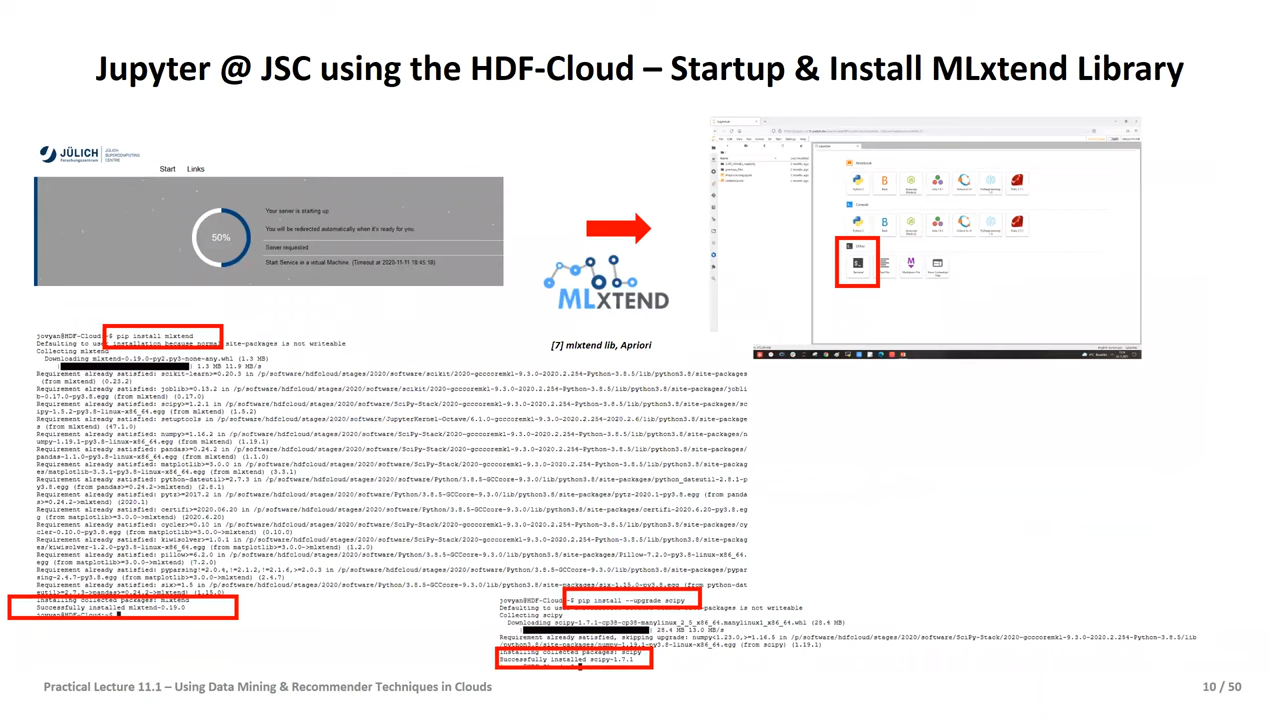 Jupyter @ JSC using the HDF-Cloud – Startup & Install MLxtend Library
JÜLICH
Forschungszentrum
JÜLICH
SUPERCOMPUTING
CENTRE
Start Links
50%
Your server is starting up
You will be redirected automatically when it's ready for you.
Server requested
Start Service in a virtual Machine. (Timeout at 2020-11-11 18:45:18)
MLXTEND
[7] mlxtend lib, Apriori
Notebook
Console
Other
Terminal
jovyan@HDF-Cloud:~$ pip install mlxtend
Defaulting to user installation because normal site-packages is not writeable
Collecting mlxtend
Downloading mlxtend-0.19.0-py2.py3-none-any.whl (1.3 MB)
1.3 MB 11.9 MB/s
Requirement already satisfied: scikit-learn>=0.20.3 in /p/software/hdfcloud/stages/2020/software/scikit/2020-gcccoremkl-9.3.0-2020.2.254-Python-3.8.5/lib/python3.8/site-packages
(from mlxtend) (0.23.2)
Requirement already satisfied: joblib>=0.13.2 in /p/software/hdfcloud/stages/2020/software/scikit/2020-gcccoremkl-9.3.0-2020.2.254-Python-3.8.5/lib/python3.8/site-packages/jobli
b-0.17.0-py3.8.egg (from mlxtend) (0.17.0)
Requirement already satisfied: scipy>=1.2.1 in /p/software/hdfcloud/stages/2020/software/SciPy-Stack/2020-gcccoremkl-9.3.0-2020.2.254-Python-3.8.5/lib/python3.8/site-packages/sc
ipy-1.5.2-py3.8-linux-x86_64.egg (from mlxtend) (1.5.2)
Requirement already satisfied: setuptools in /p/software/hdfcloud/stages/2020/software/JupyterKernel-Octave/6.1.0-gcccoremkl-9.3.0-2020.2.254-2020.2.6/lib/python3.8/site-package
s (from mlxtend) (47.1.0)
Requirement already satisfied: numpy>=1.16.2 in /p/software/hdfcloud/stages/2020/software/SciPy-Stack/2020-gcccoremkl-9.3.0-2020.2.254-Python-3.8.5/lib/python3.8/site-packages/n
umpy-1.19.1-py3.8-linux-x86_64.egg (from mlxtend) (1.19.1)
Requirement already satisfied: pandas>=0.24.2 in /p/software/hdfcloud/stages/2020/software/SciPy-Stack/2020-gcccoremkl-9.3.0-2020.2.254-Python-3.8.5/lib/python3.8/site-packages/
pandas-1.1.0-py3.8-linux-x86_64.egg (from mlxtend) (1.1.0)
Requirement already satisfied: matplotlib>=3.0.0 in /p/software/hdfcloud/stages/2020/software/SciPy-Stack/2020-gcccoremkl-9.3.0-2020.2.254-Python-3.8.5/lib/python3.8/site-packag
es/matplotlib-3.3.1-py3.8-linux-x86_64.egg (from mlxtend) (3.3.1)
Requirement already satisfied: python-dateutil>=2.7.3 in /p/software/hdfcloud/stages/2020/software/Python/3.8.5-GCCcore-9.3.0/lib/python3.8/site-packages/python_dateutil-2.8.1-p
y3.8.egg (from pandas>=0.24.2->mlxtend) (2.8.1)
Requirement already satisfied: pytz>=2017.2 in /p/software/hdfcloud/stages/2020/software/Python/3.8.5-GCCcore-9.3.0/lib/python3.8/site-packages/pytz-2020.1-py3.8.egg (from panda
s>=0.24.2->mlxtend) (2020.1)
Requirement already satisfied: certifi>=2020.06.20 in /p/software/hdfcloud/stages/2020/software/Python/3.8.5-GCCcore-9.3.0/lib/python3.8/site-packages/certifi-2020.6.20-py3.8.eg
g (from matplotlib>=3.0.0->mlxtend) (2020.6.20)
Requirement already satisfied: cycler>=0.10 in /p/software/hdfcloud/stages/2020/software/SciPy-Stack/2020-gcccoremkl-9.3.0-2020.2.254-Python-3.8.5/lib/python3.8/site-packages/cy
cler-0.10.0-py3.8.egg (from matplotlib>=3.0.0->mlxtend) (0.10.0)
Requirement already satisfied: kiwisolver>=1.0.1 in /p/software/hdfcloud/stages/2020/software/SciPy-Stack/2020-gcccoremkl-9.3.0-2020.2.254-Python-3.8.5/lib/python3.8/site-packag
es/kiwisolver-1.2.0-py3.8-linux-x86_64.egg (from matplotlib>=3.0.0->mlxtend) (1.2.0)
Requirement already satisfied: pillow>=6.2.0 in /p/software/hdfcloud/stages/2020/software/Python/3.8.5-GCCcore-9.3.0/lib/python3.8/site-packages/Pillow-7.2.0-py3.8-linux-x86_64.
egg (from matplotlib>=3.0.0->mlxtend) (7.2.0)
Requirement already satisfied: pyparsing!=2.0.4,!=2.1.2,!=2.1.6,>=2.0.3 in /p/software/hdfcloud/stages/2020/software/Python/3.8.5-GCCcore-9.3.0/lib/python3.8/site-packages/pypar
sing-2.4.7-py3.8.egg (from matplotlib>=3.0.0->mlxtend) (2.4.7)
Requirement already satisfied: six>=1.5 in /p/software/hdfcloud/stages/2020/software/Python/3.8.5-GCCcore-9.3.0/lib/python3.8/site-packages/six-1.15.0-py3.8.egg (from python-dat
eutil>=2.7.3->pandas>=0.24.2->mlxtend) (1.15.0)
Installing collected packages: mlxtend
Successfully installed mlxtend-0.19.0
jovyan@HDF-Cloud:~$
jovyan@HDF-Cloud:~$ pip install --upgrade scipy
Defaulting to user installation because normal site-packages is not writeable
Collecting scipy
Downloading scipy-1.7.1-cp38-cp38-manylinux_2_5_x86_64.manylinux1_x86_64.whl (28.4 MB)
28.4 MB 13.0 MB/s
Requirement already satisfied, skipping upgrade: numpy<1.23.0,>=1.16.5 in /p/software/hdfcloud/stages/2020/software/SciPy-Stack/2020-gcccoremkl-9.3.0-2020.2.254-Python-3.8.5/lib
/python3.8/site-packages/numpy-1.19.1-py3.8-linux-x86_64.egg (from scipy) (1.19.1)
Installing collected packages: scipy
Successfully installed scipy-1.7.1
Practical Lecture 11.1 – Using Data Mining & Recommender Techniques in Clouds
10 / 50